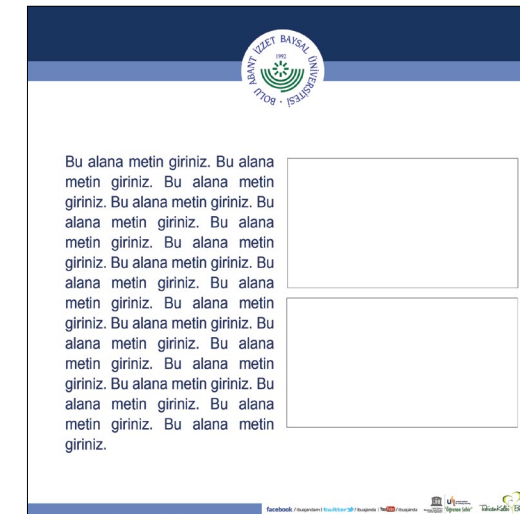 BOLU ABANT İZZET BAYSAL ÜNİVERSİTESİ
1992
Bu alana metin giriniz. Bu alana
metin giriniz. Bu alana metin
giriniz. Bu alana metin giriniz. Bu
alana metin giriniz. Bu alana
metin giriniz. Bu alana metin
giriniz. Bu alana metin giriniz. Bu
alana metin giriniz. Bu alana
metin giriniz. Bu alana metin
giriniz. Bu alana metin giriniz. Bu
alana metin giriniz. Bu alana
metin giriniz. Bu alana metin
giriniz. Bu alana metin giriniz. Bu
alana metin giriniz. Bu alana
metin giriniz. Bu alana metin
giriniz.
facebook